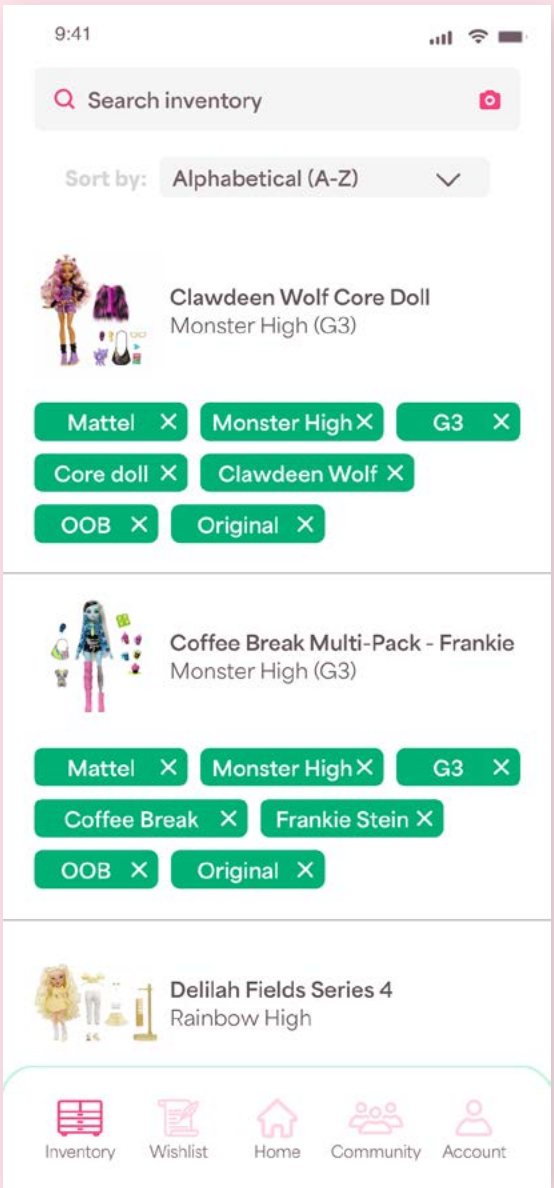 9:41
Search inventory
Sort by: Alphabetical (A-Z)
Clawdeen Wolf Core Doll
Monster High (G3)
Mattel Monster High G3
Core doll Clawdeen Wolf
OOB Original
Coffee Break Multi-Pack - Frankie
Monster High (G3)
Mattel Monster High G3
Coffee Break Frankie Stein
OOB Original
Delilah Fields Series 4
Rainbow High
Inventory Wishlist Home Community Account